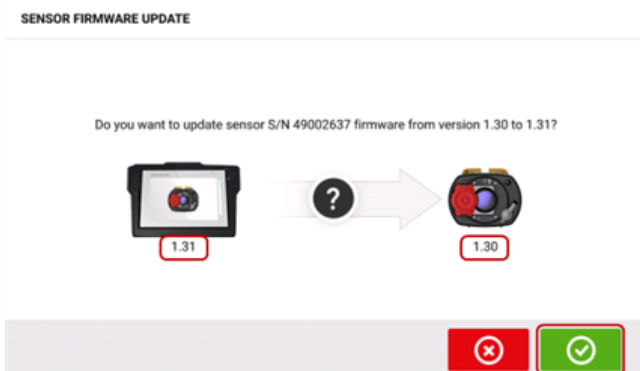 SENSOR FIRMWARE UPDATE
Do you want to update sensor S/N 49002637 firmware from version 1.30 to 1.31?
?
1.31
1.30